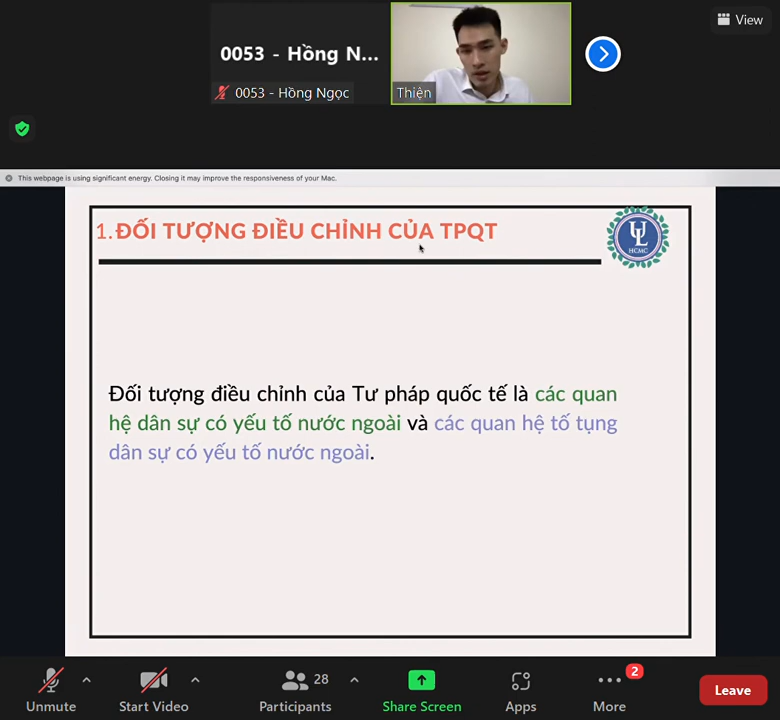 View
0053 - Hồng N...
0053 - Hồng Ngọc
Thiện
This webpage is using significant energy. Closing it may improve the responsiveness of your Mac.
1.ĐỐI TƯỢNG ĐIỀU CHỈNH CỦA TPQT
UL
HCMC
Đối tượng điều chỉnh của Tư pháp quốc tế là các quan
hệ dân sự có yếu tố nước ngoài và các quan hệ tố tụng
dân sự có yếu tố nước ngoài.
28
2
Unmute
Start Video
Participants
Share Screen
Apps
More
Leave